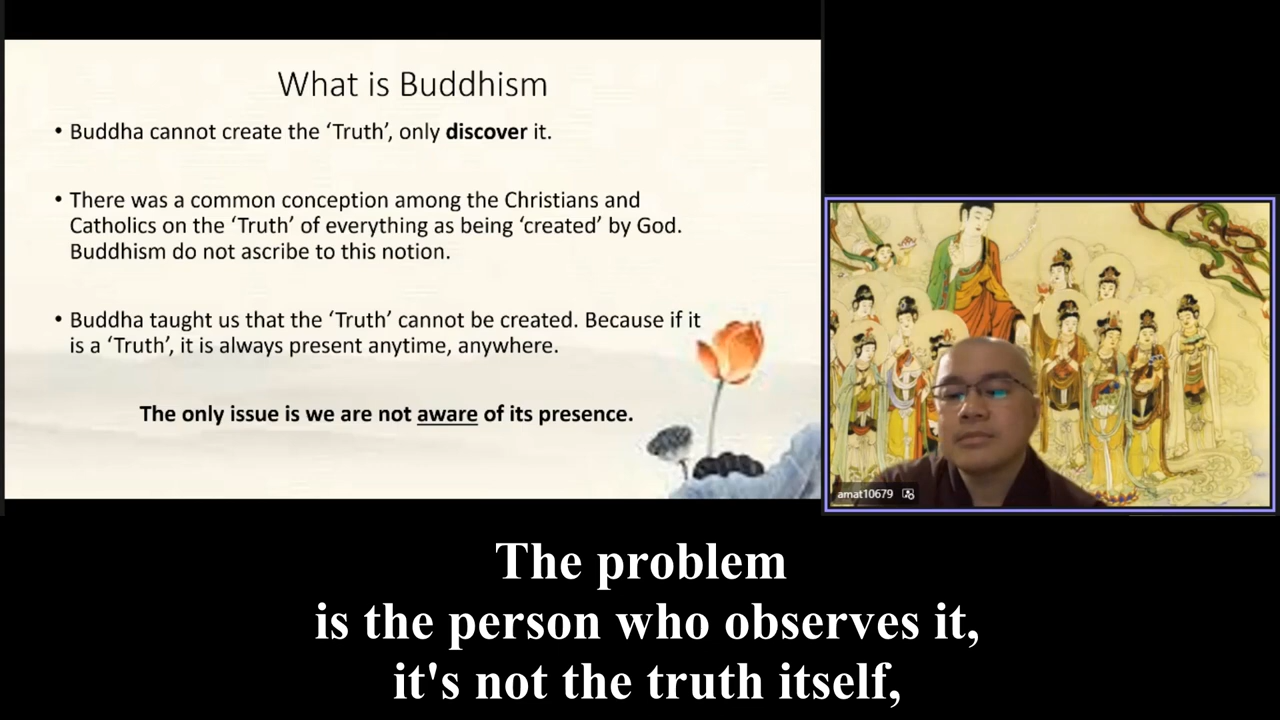 What is Buddhism
• Buddha cannot create the ‘Truth’, only discover it.
• There was a common conception among the Christians and
Catholics on the ‘Truth’ of everything as being ‘created’ by God.
Buddhism do not ascribe to this notion.
• Buddha taught us that the ‘Truth’ cannot be created. Because if it
is a ‘Truth’, it is always present anytime, anywhere.
The only issue is we are not aware of its presence.
amat10679
The problem
is the person who observes it,
it's not the truth itself,